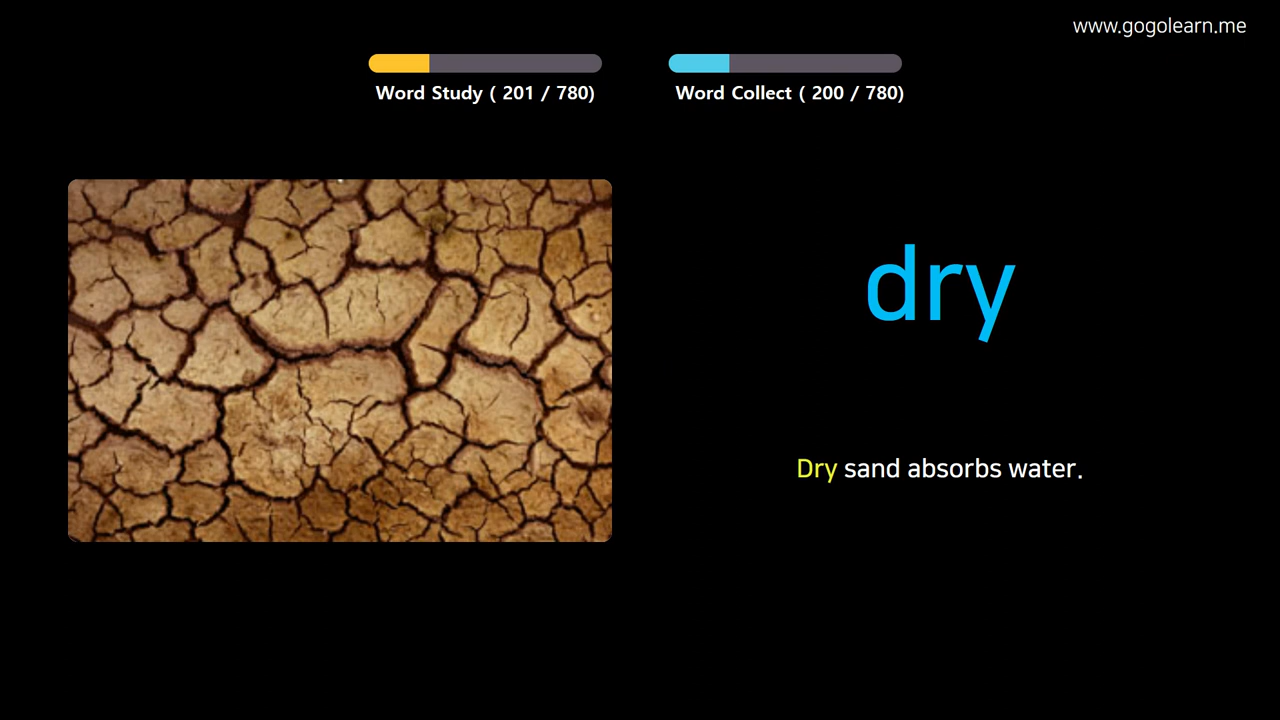 www.gogolearn.me
Word Study ( 201 / 780)
Word Collect ( 200 / 780)
dry
Dry sand absorbs water.